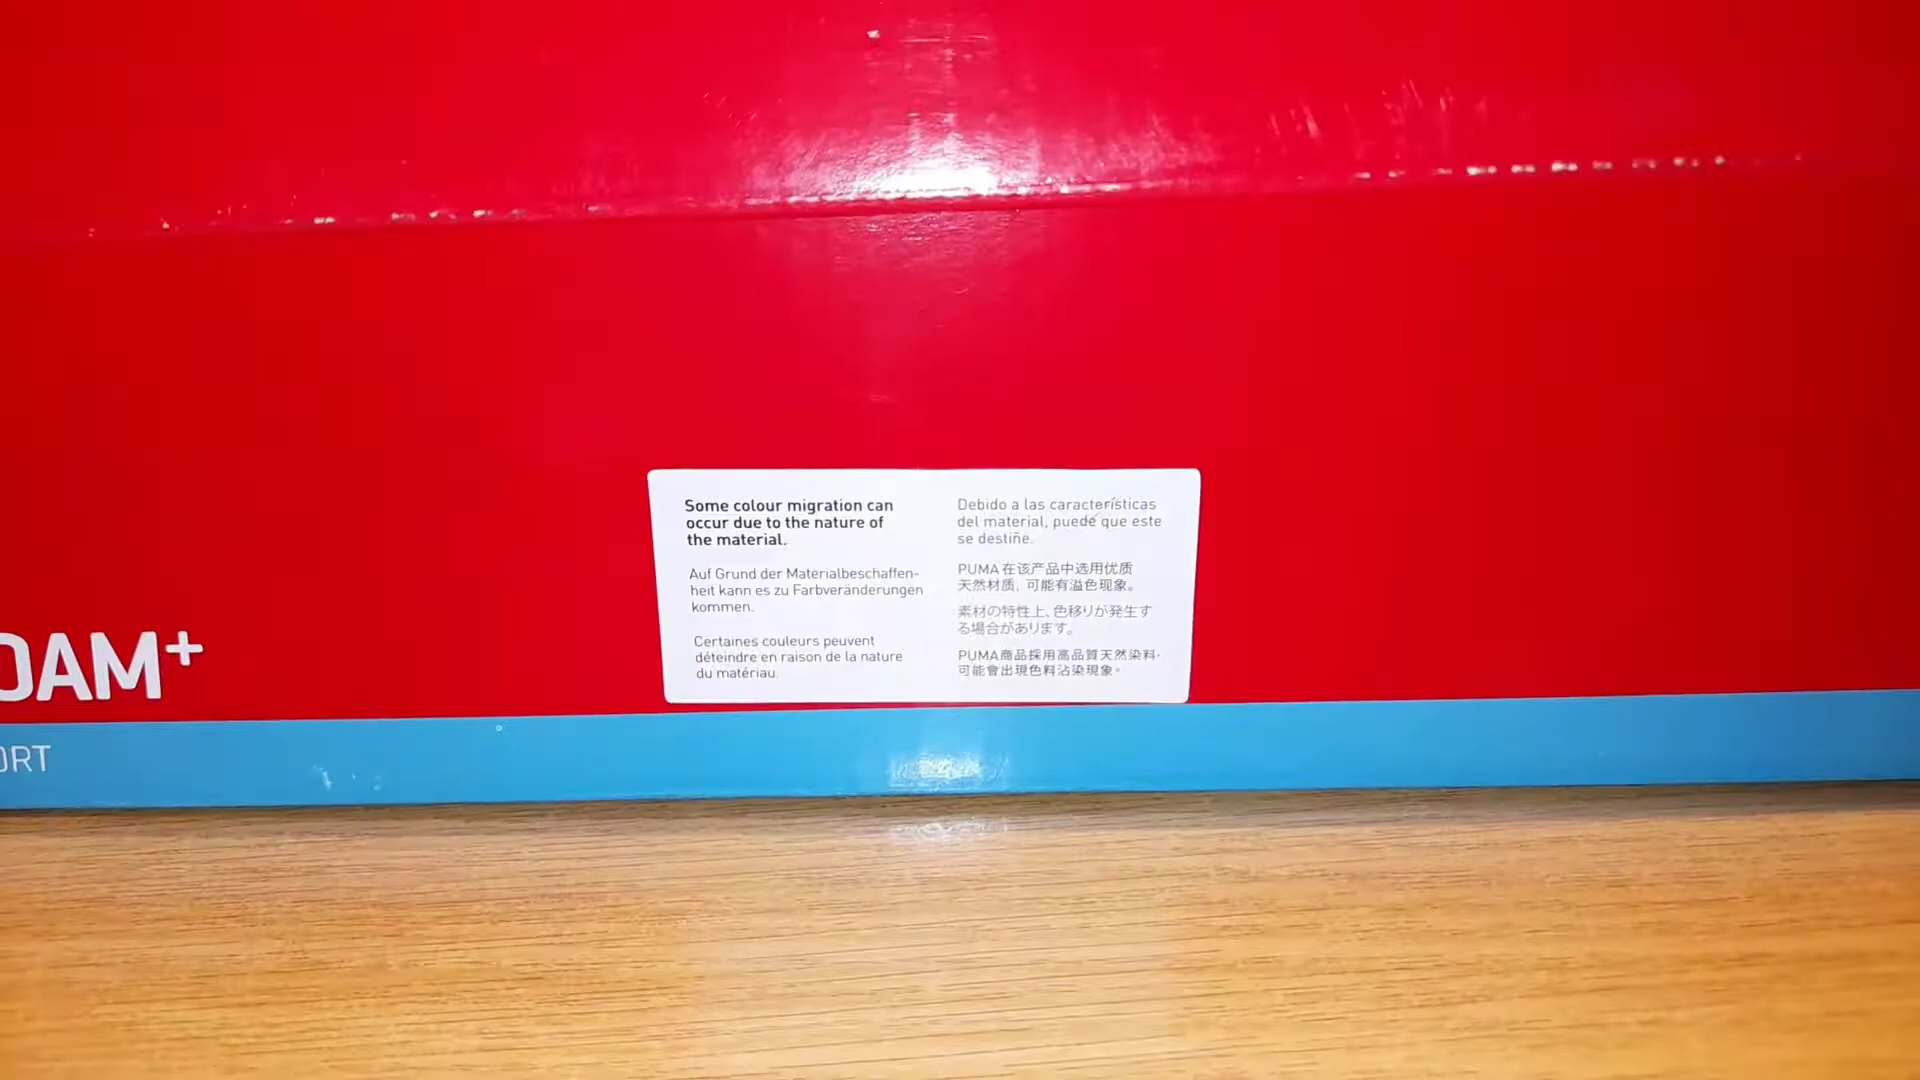 Some colour migration can
occur due to the nature of
the material.
Auf Grund der Materialbeschaffen-
heit kann es zu Farbveränderungen
kommen.
Certaines couleurs peuvent
déteindre en raison de la nature
du matériau.
Debido a las características
del material, puede que este
se destiñe.
PUMA在该产品中选用优质
天然材质, 可能有溢色现象。
素材の特性上、色移りが発生す
る場合があります。
PUMA商品採用高品質天然染料,
可能會出現色料沾染現象。
OAM+
ORT